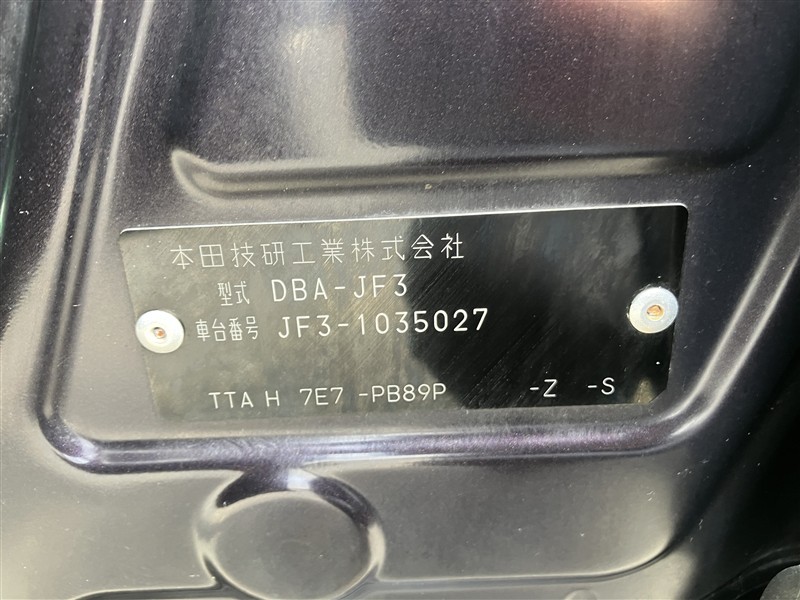 本田技研工業株式会社
型式 DBA-JF3
車台番号 JF3-1035027
TTA H 7E7 -PB89P -Z -S